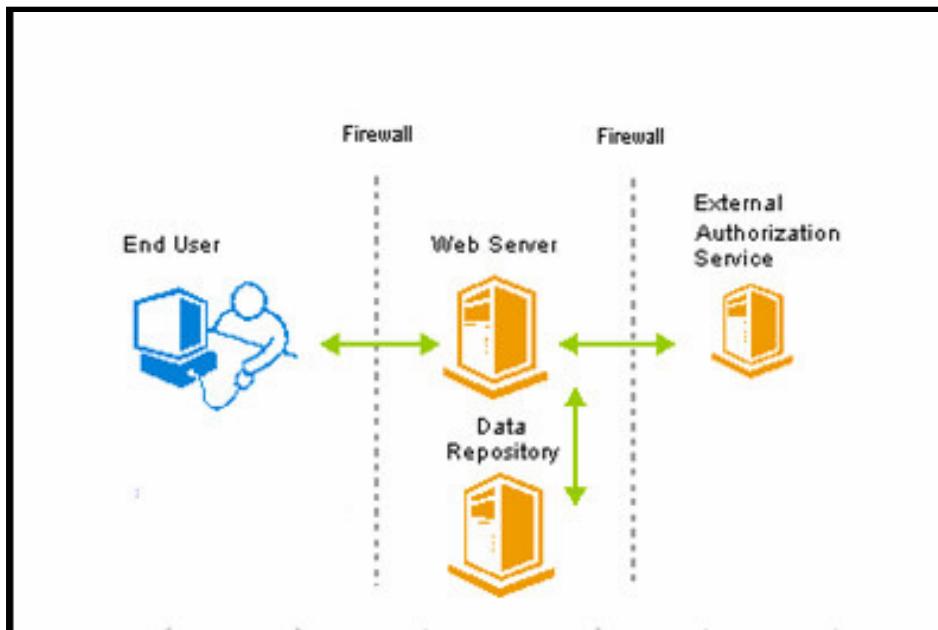 Firewall
Firewall
End User
Web Server
External
Authorization
Service
Data
Repository